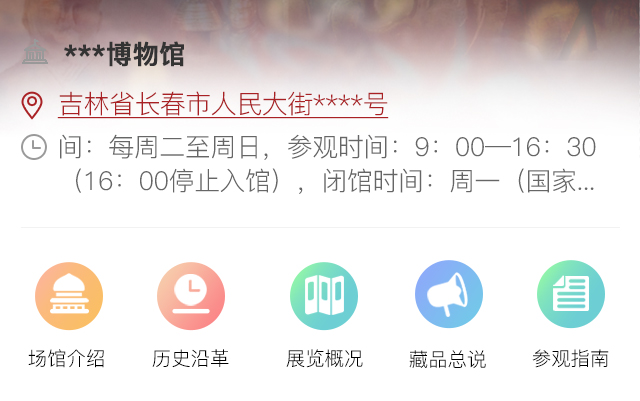 ***博物馆
吉林省长春市人民大街****号
间：每周二至周日，参观时间：9：00—16：30
（16：00停止入馆），闭馆时间：周一（国家...
场馆介绍 历史沿革 展览概况 藏品总说 参观指南